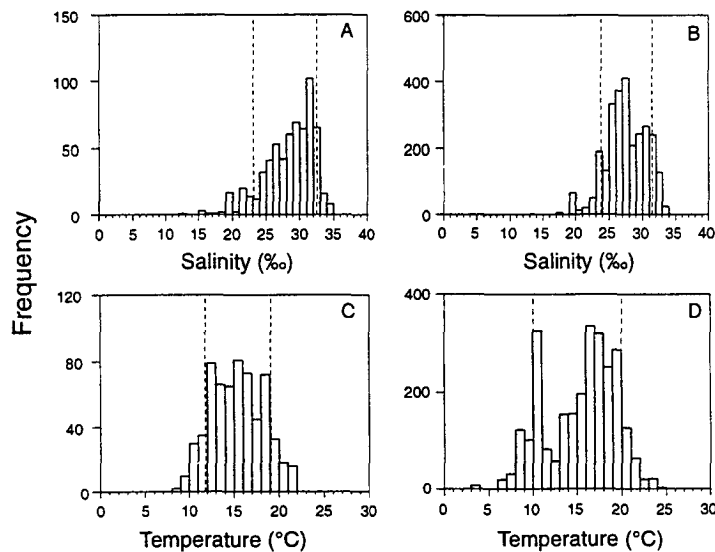 150
100
50
0
A
0 5 10 15 20 25 30 35 40
Salinity (‰)
600
400
200
0
B
0 5 10 15 20 25 30 35 40
Salinity (‰)
Frequency
120
80
40
0
C
0 5 10 15 20 25 30
Temperature (°C)
400
200
0
D
0 5 10 15 20 25 30
Temperature (°C)